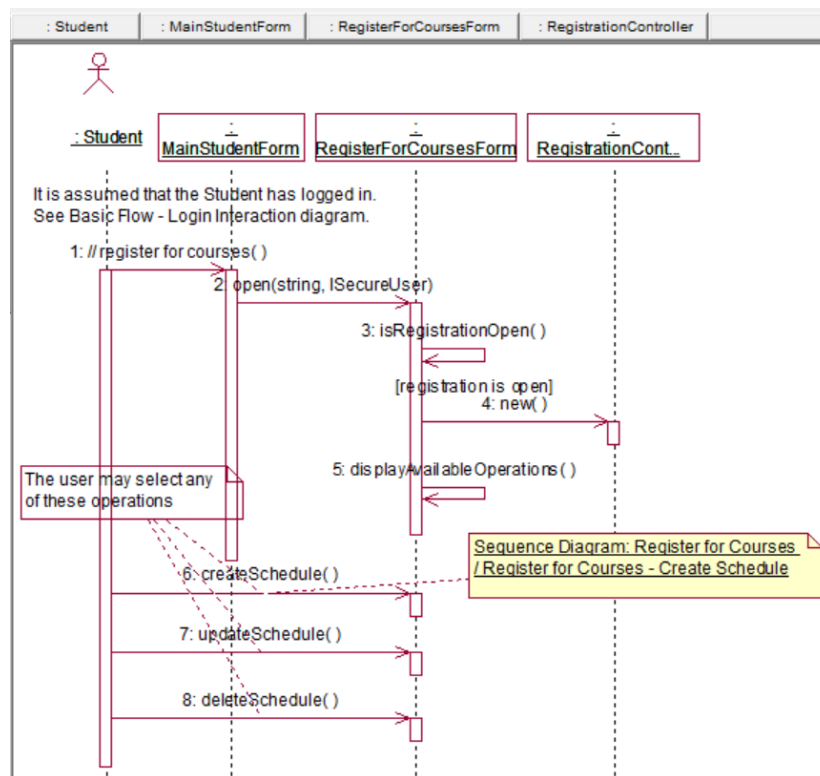 : Student
: MainStudentForm
: RegisterForCoursesForm
: RegistrationController
: Student
:
MainStudentForm
:
RegisterForCoursesForm
:
RegistrationCont...
It is assumed that the Student has logged in.
See Basic Flow - Login Interaction diagram.
1: // register for courses( )
2: open(string, ISecureUser)
3: isRegistrationOpen( )
[registration is open]
4: new( )
5: displayAvailableOperations( )
The user may select any
of these operations
Sequence Diagram: Register for Courses
/ Register for Courses - Create Schedule
6: createSchedule( )
7: updateSchedule( )
8: deleteSchedule( )